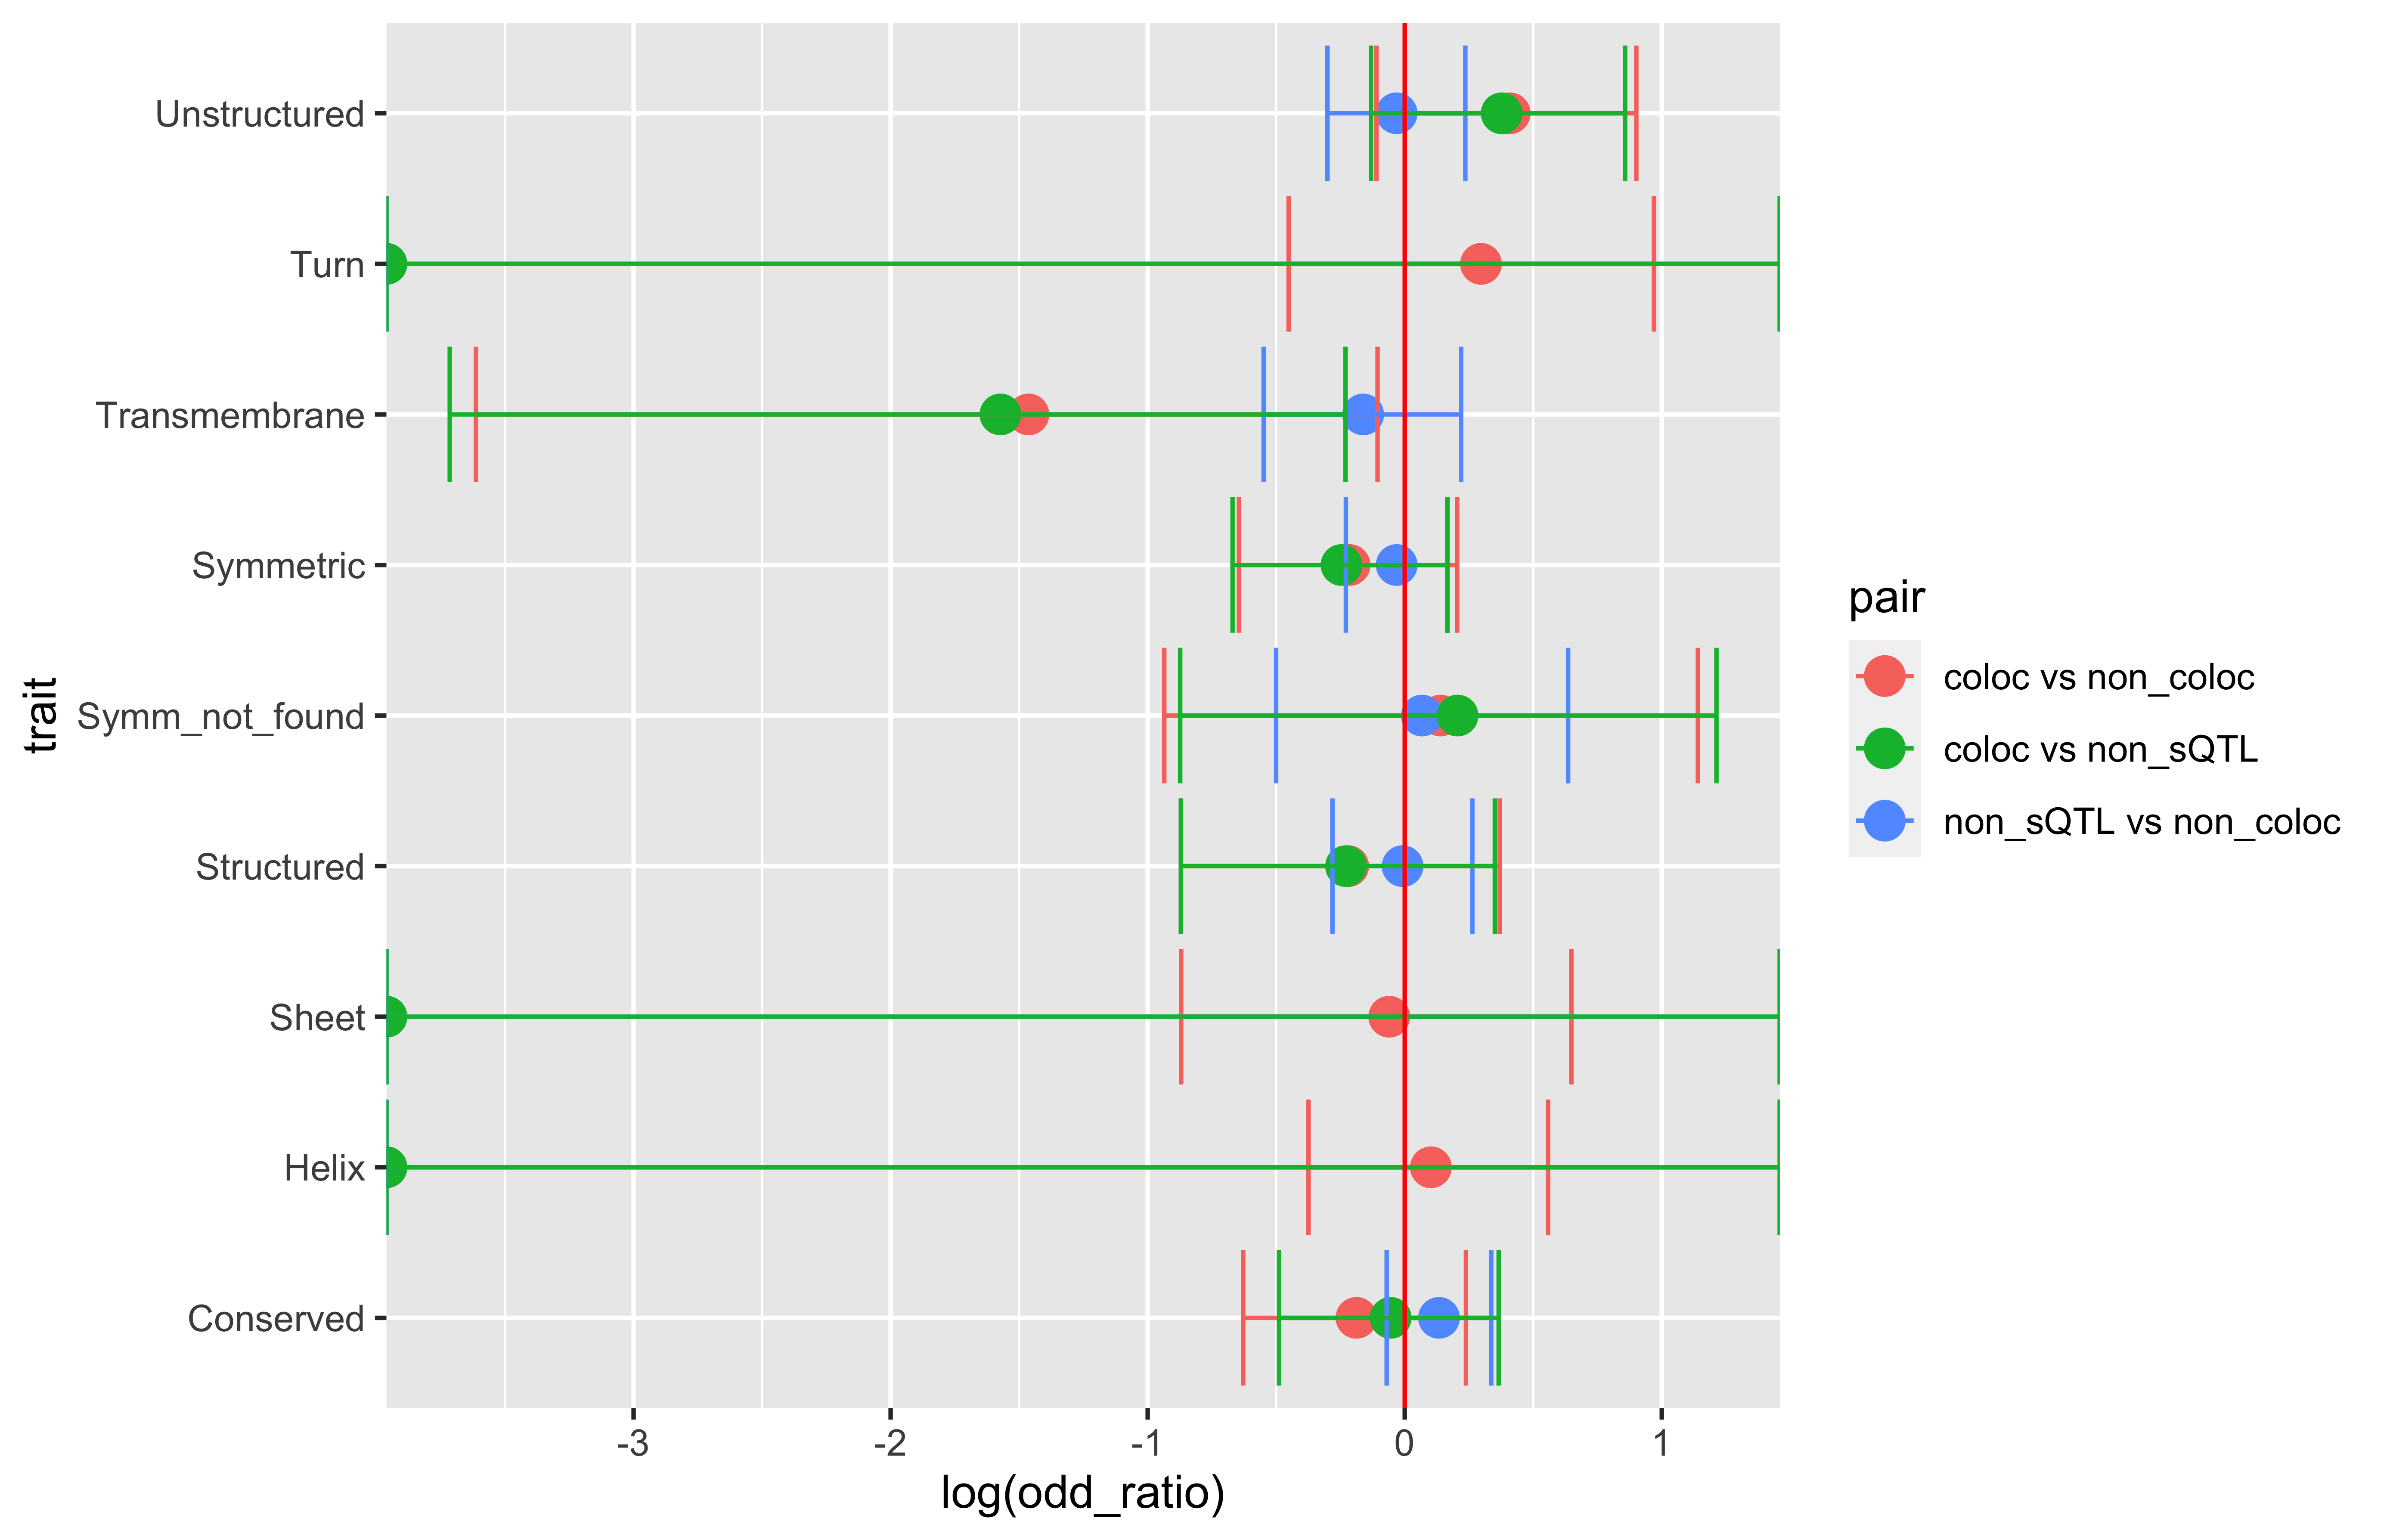 Unstructured
Turn
Transmembrane
Symmetric
Symm_not_found
Structured
Sheet
Helix
Conserved
trait
-3 -2 -1 0 1
log(odd_ratio)
pair
coloc vs non_coloc
coloc vs non_sQTL
non_sQTL vs non_coloc